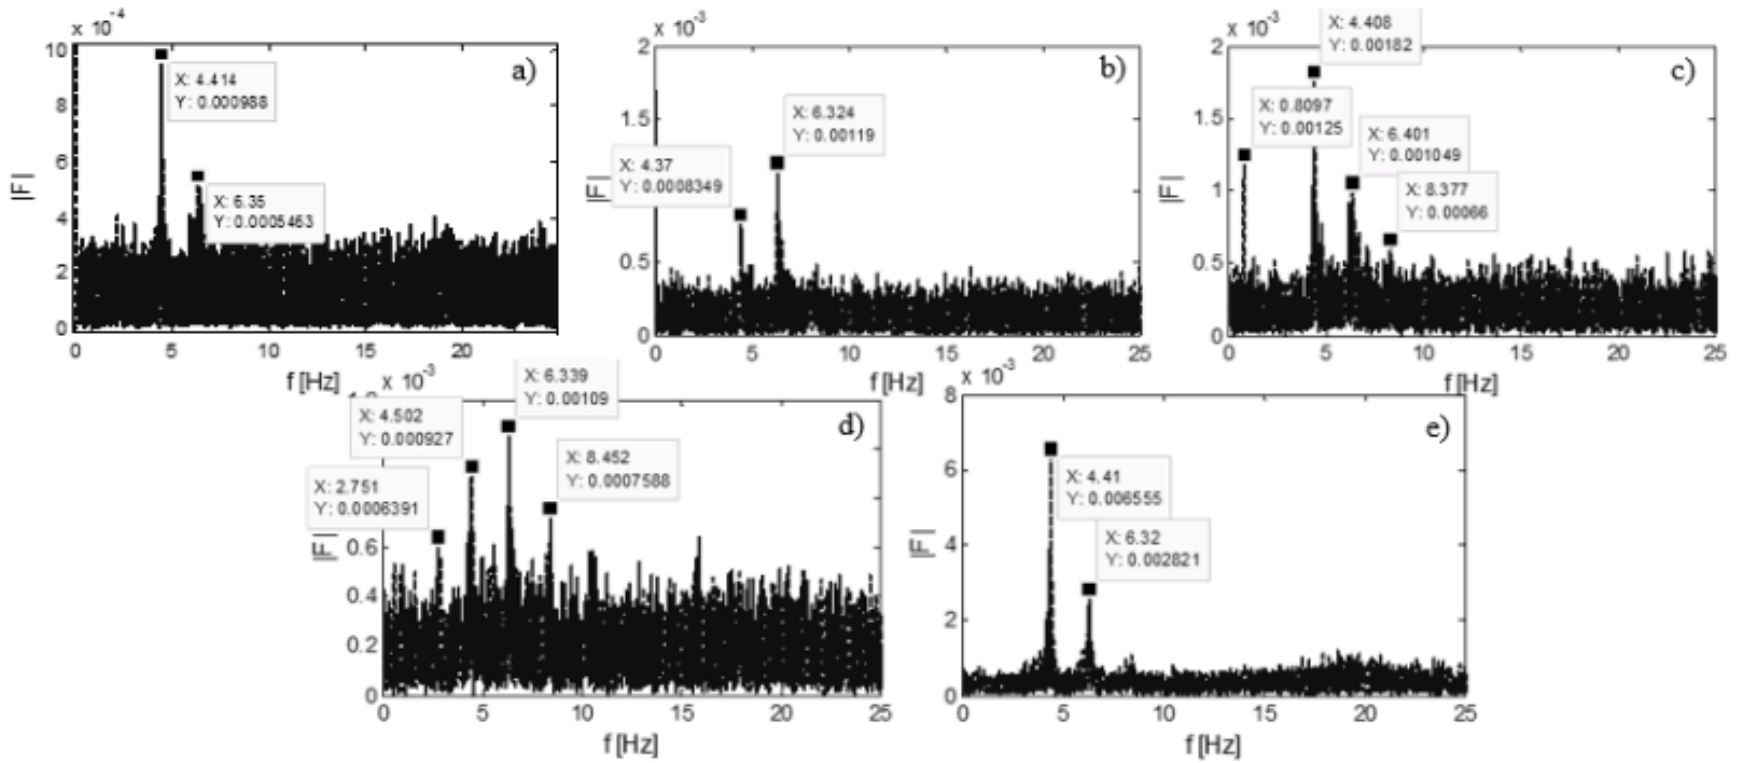 x 10⁻⁴
10
8
6
4
2
0
|F|
a)
X: 4.414
Y: 0.000988
X: 6.35
Y: 0.0005463
0 5 10 15 20
f [Hz]
x 10⁻³
2
1.5
1
0.5
0
|F|
b)
X: 6.324
Y: 0.00119
X: 4.37
Y: 0.0008349
0 5 10 15 20 25
f [Hz]
x 10⁻³
2
1.5
1
0.5
0
|F|
c)
X: 4.408
Y: 0.00182
X: 0.8097
Y: 0.00125
X: 6.401
Y: 0.001049
X: 8.377
Y: 0.00066
0 5 10 15 20 25
f [Hz]
x 10⁻³
0.6
0.4
0.2
0
|F|
d)
X: 6.339
Y: 0.00109
X: 4.502
Y: 0.000927
X: 8.452
Y: 0.0007588
X: 2.751
Y: 0.0006391
0 5 10 15 20 25
f [Hz]
x 10⁻³
8
6
4
2
0
|F|
e)
X: 4.41
Y: 0.006555
X: 6.32
Y: 0.002821
0 5 10 15 20 25
f [Hz]